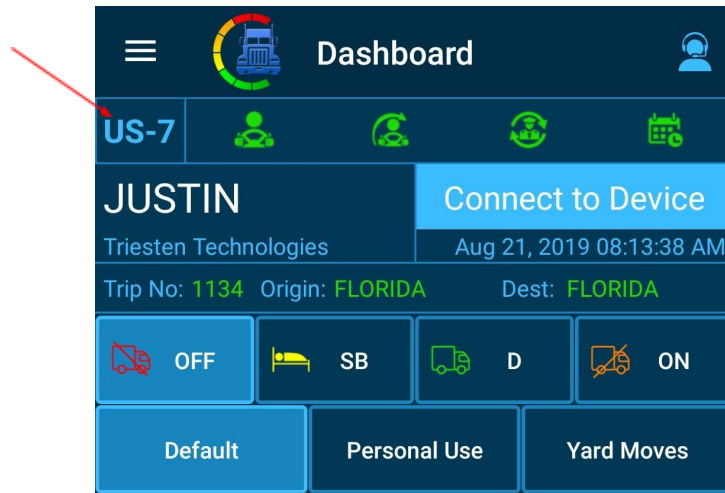 Dashboard
US-7
JUSTIN
Connect to Device
Triesten Technologies
Aug 21, 2019 08:13:38 AM
Trip No: 1134 Origin: FLORIDA Dest: FLORIDA
OFF SB D ON
Default Personal Use Yard Moves